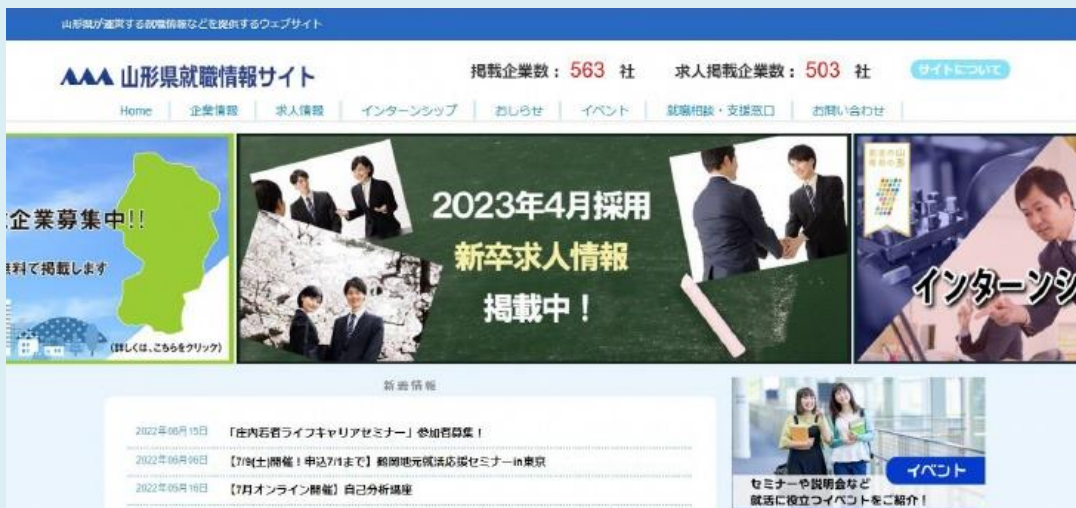 山形県が運営する就職情報などを提供するウェブサイト
山形県就職情報サイト
掲載企業数： 563 社
求人掲載企業数： 503 社
サイトについて
Home
企業情報
求人情報
インターンシップ
おしらせ
イベント
就職相談・支援窓口
お問い合わせ
企業募集中!!
無料で掲載します
(詳しくは、こちらをクリック)
2023年4月採用
新卒求人情報
掲載中！
インターンシ
新着情報
2022年06月15日 「庄内若者ライフキャリアセミナー」参加者募集！
2022年06月06日 【7/9(土)開催！申込7/1まで】鶴岡地元就活応援セミナーin東京
2022年05月16日 【7月オンライン開催】自己分析講座
イベント
セミナーや説明会など
就活に役立つイベントをご紹介！